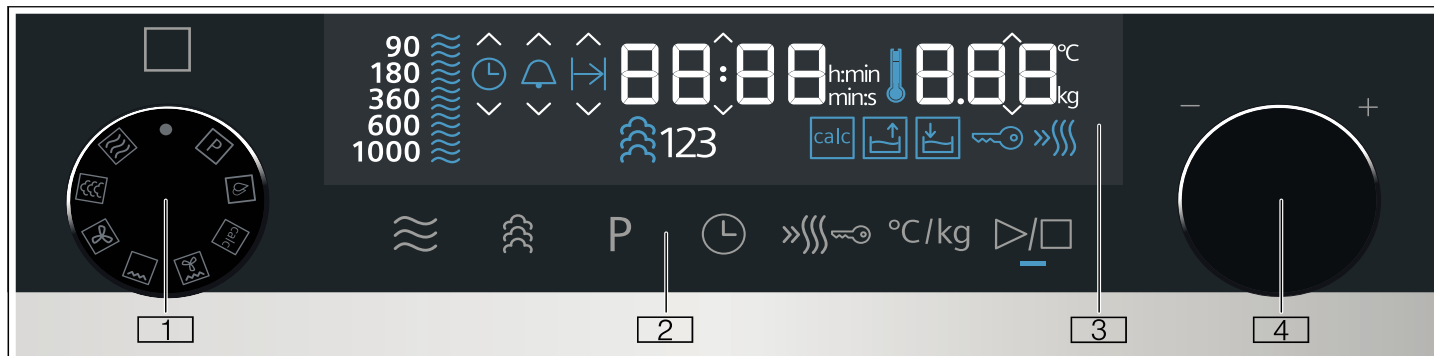 90
180
360
600
1000
88:88 h:min
min:s
8.88 °C
kg
123
calc
P
calc
− +
P
°C/kg
1
2
3
4